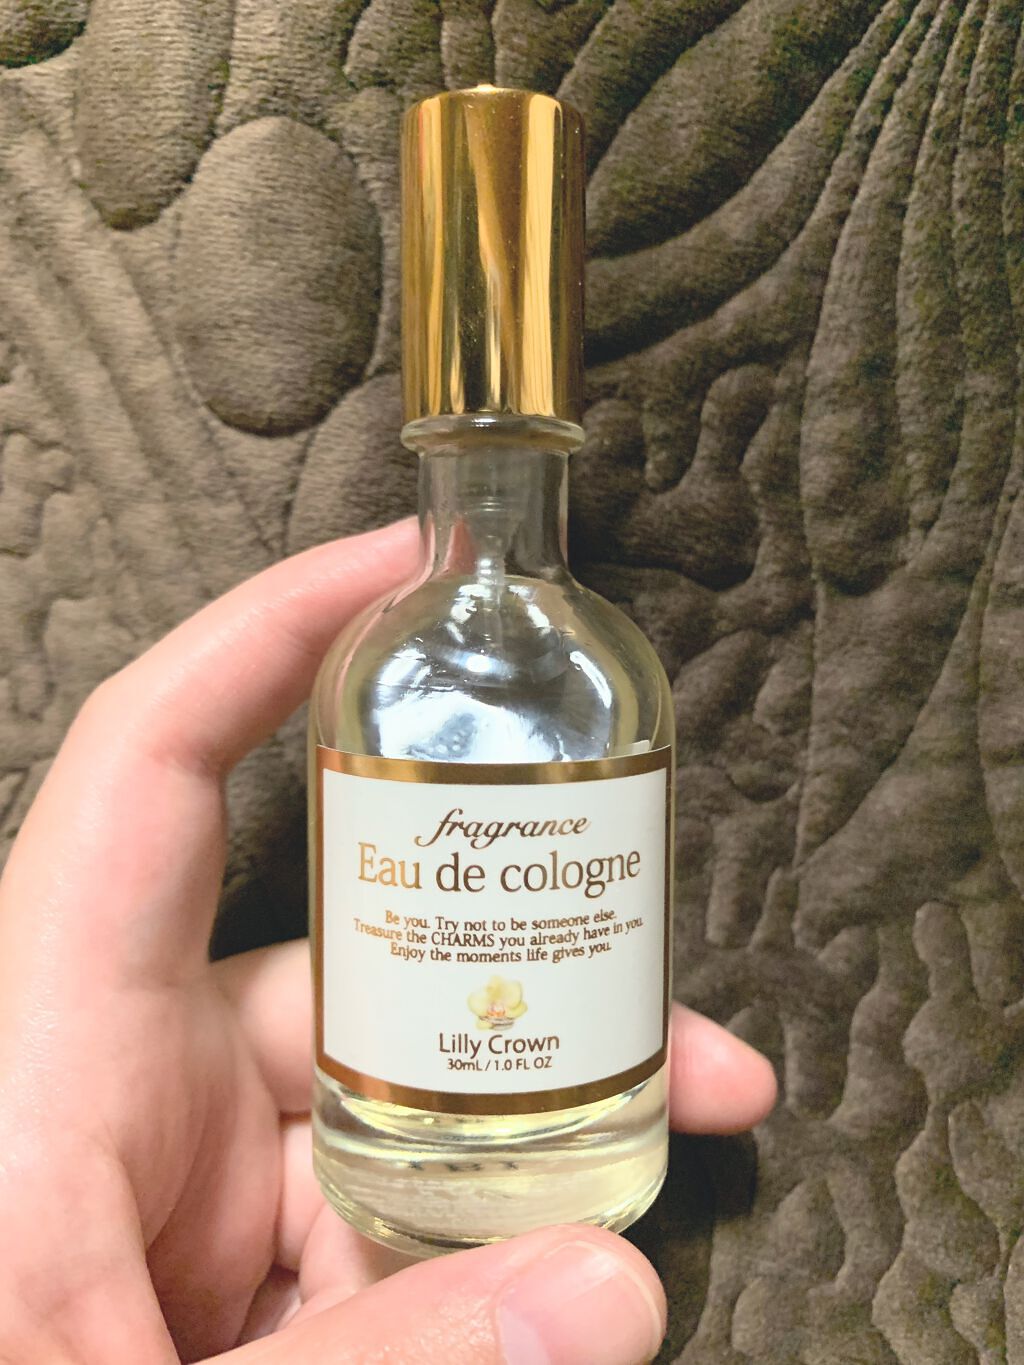 fragrance
Eau de cologne
Be you. Try not to be someone else.
Treasure the CHARMS you already have in you.
Enjoy the moments life gives you.
Lilly Crown
30mL / 1.0 FL OZ